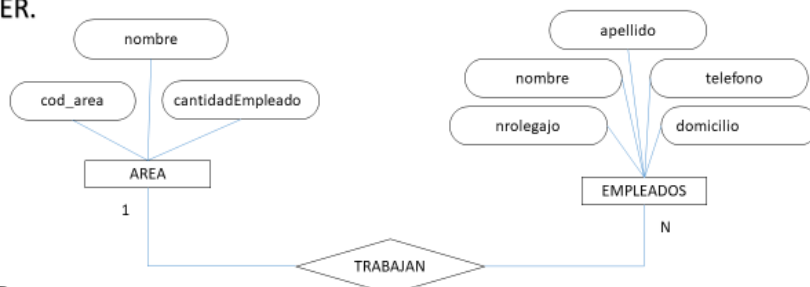 ER.
nombre
cod_area
cantidadEmpleado
AREA
1
apellido
nombre
telefono
nrolegajo
domicilio
EMPLEADOS
N
TRABAJAN